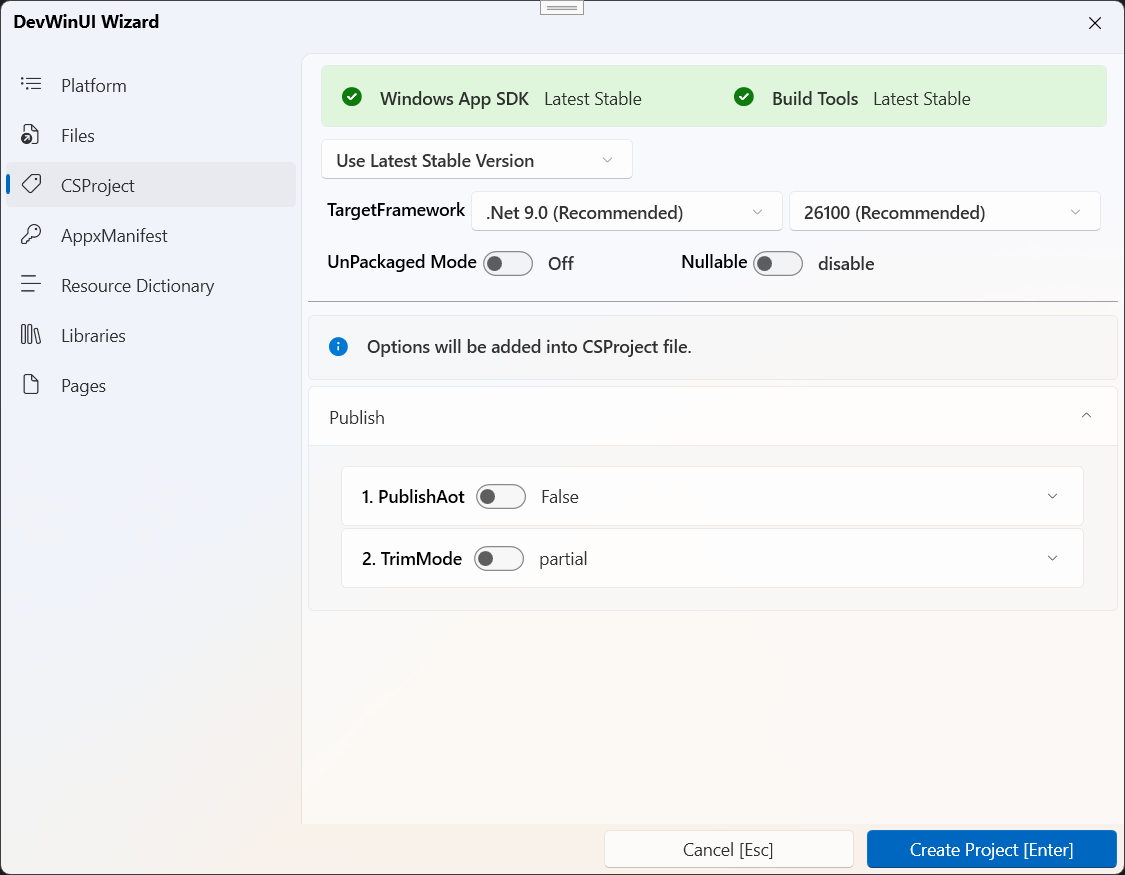 DevWinUI Wizard
Platform
Files
CSProject
AppxManifest
Resource Dictionary
Libraries
Pages
Windows App SDK Latest Stable Build Tools Latest Stable
Use Latest Stable Version
TargetFramework .Net 9.0 (Recommended) 26100 (Recommended)
UnPackaged Mode Off Nullable disable
Options will be added into CSProject file.
Publish
1. PublishAot False
2. TrimMode partial
Cancel [Esc] Create Project [Enter]